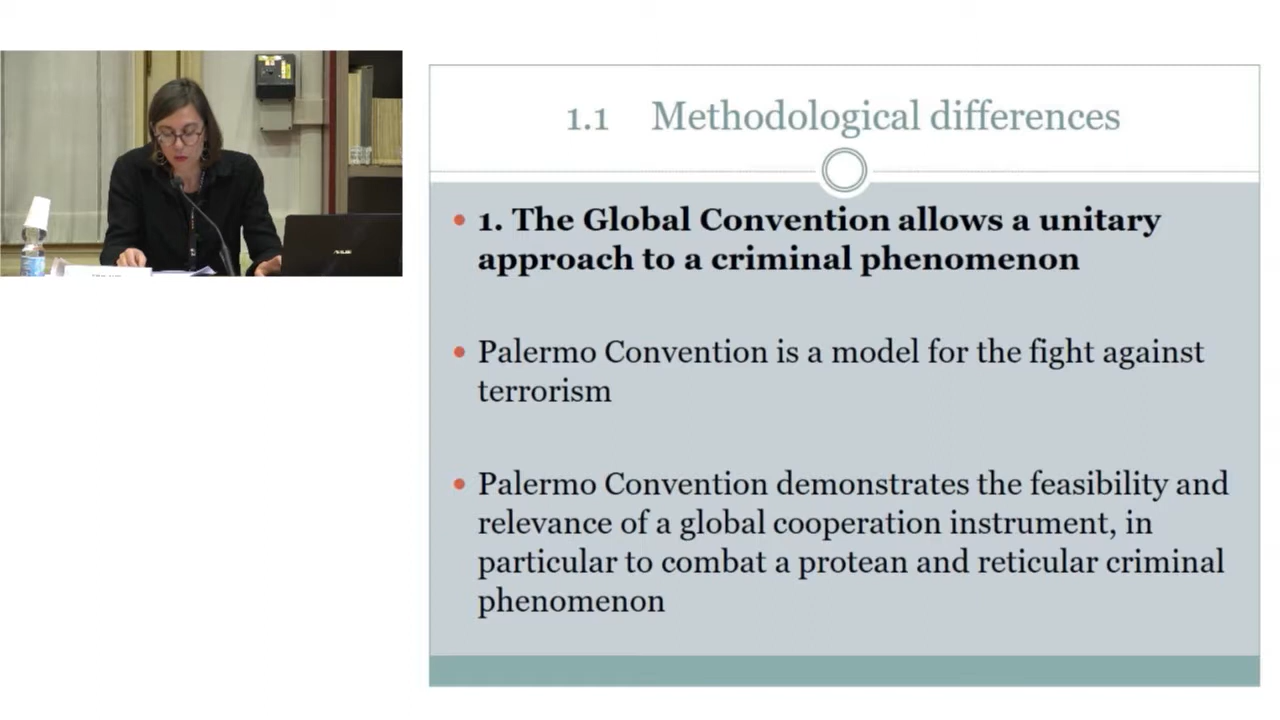 1.1 Methodological differences
• 1. The Global Convention allows a unitary
approach to a criminal phenomenon
• Palermo Convention is a model for the fight against
terrorism
• Palermo Convention demonstrates the feasibility and
relevance of a global cooperation instrument, in
particular to combat a protean and reticular criminal
phenomenon